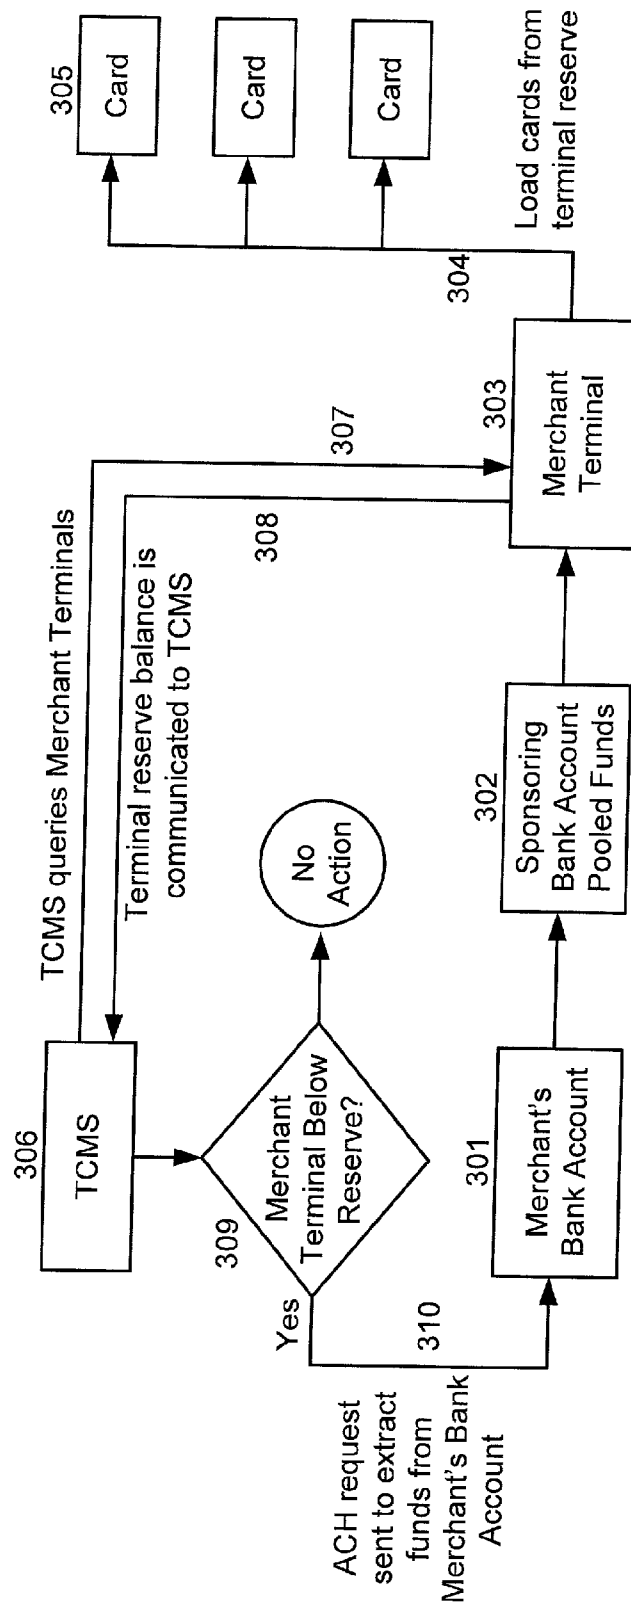 306
TCMS
TCMS queries Merchant Terminals
307
Terminal reserve balance is
communicated to TCMS
308
309
Merchant
Terminal Below
Reserve?
No
Action
Yes
310
ACH request
sent to extract
funds from
Merchant's Bank
Account
301
Merchant's
Bank Account
302
Sponsoring
Bank Account
Pooled Funds
303
Merchant
Terminal
304
Load cards from
terminal reserve
305
Card
Card
Card